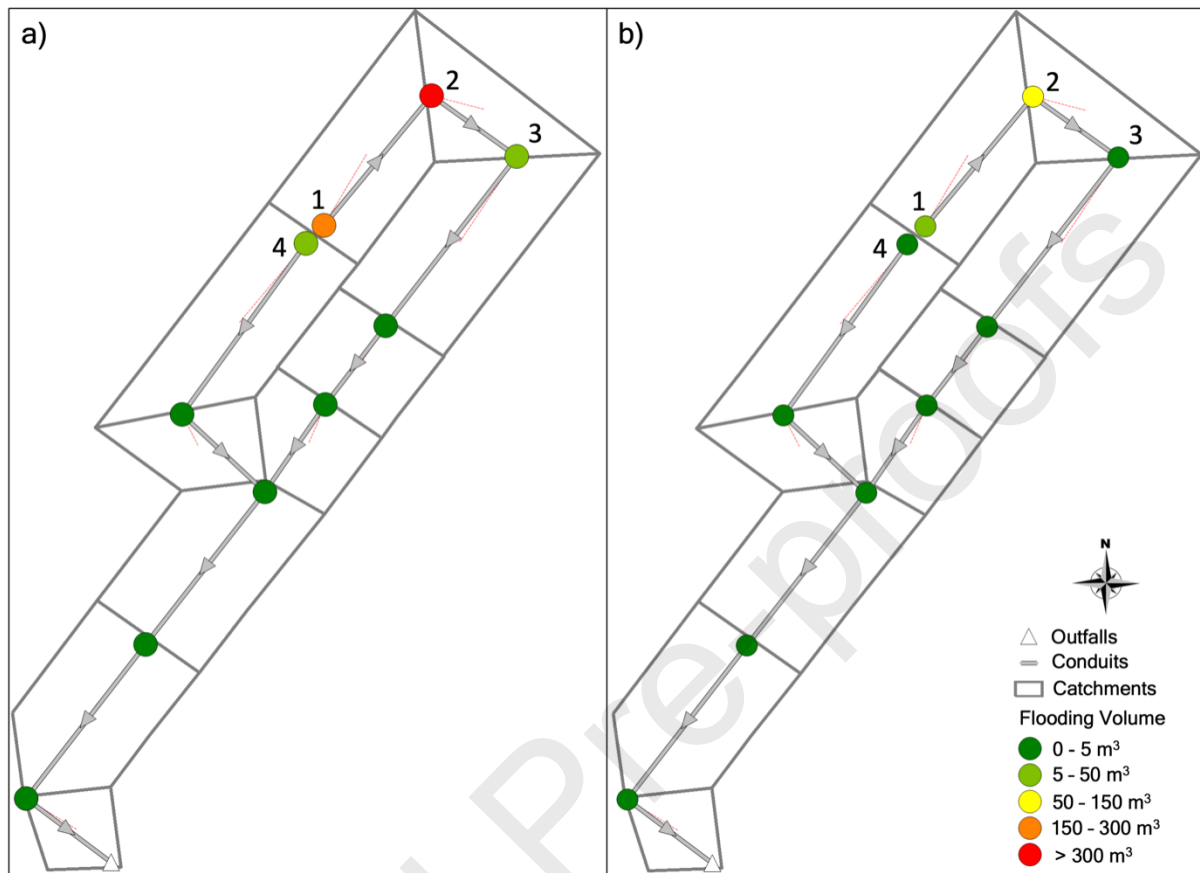 a)
2
3
1
4
b)
2
3
1
4
N
Outfalls
Conduits
Catchments
Flooding Volume
0 - 5 m³
5 - 50 m³
50 - 150 m³
150 - 300 m³
> 300 m³
Pre-proofs